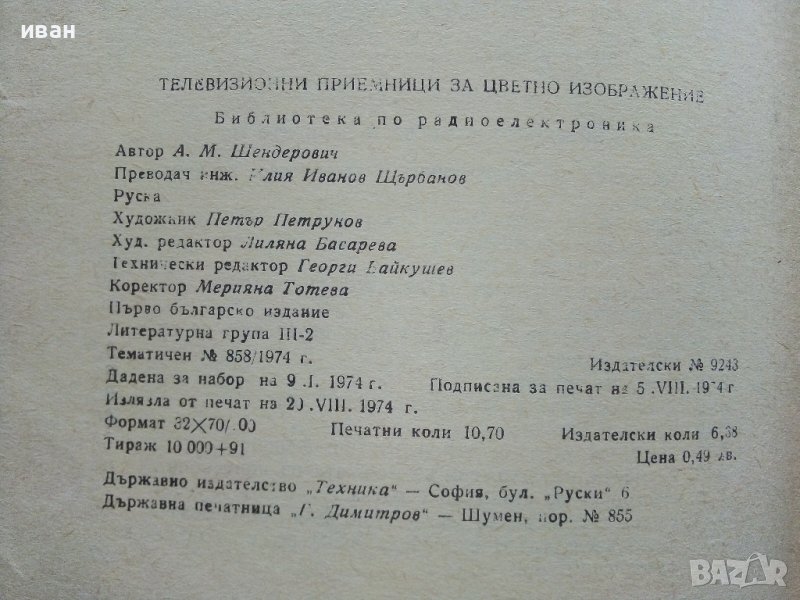 иван
ТЕЛЕВИЗИОННИ ПРИЕМНИЦИ ЗА ЦВЕТНО ИЗОБРАЖЕНИЕ
Библиотека по радиоелектроника
Автор А. М. Шендерович
Преводач инж. Илия Иванов Щърбанов
Руска
Художник Петър Петрунов
Худ. редактор Лиляна Басарева
Технически редактор Георги Вайкушев
Коректор Мерияна Тотева
Първо българско издание
Литературна група III-2
Тематичен № 858/1974 г. Издателски № 9243
Дадена за набор на 9.I. 1974 г. Подписана за печат на 5.VIII.1974 г
Излязла от печат на 20.VIII. 1974 г.
Формат 32×70/100 Печатни коли 10,70 Издателски коли 6,38
Тираж 10 000+91 Цена 0,49 лв.
Държавно издателство „Техника“ — София, бул. „Руски“ 6
Държавна печатница „Г. Димитров“ — Шумен, пор. № 855
BAZAR